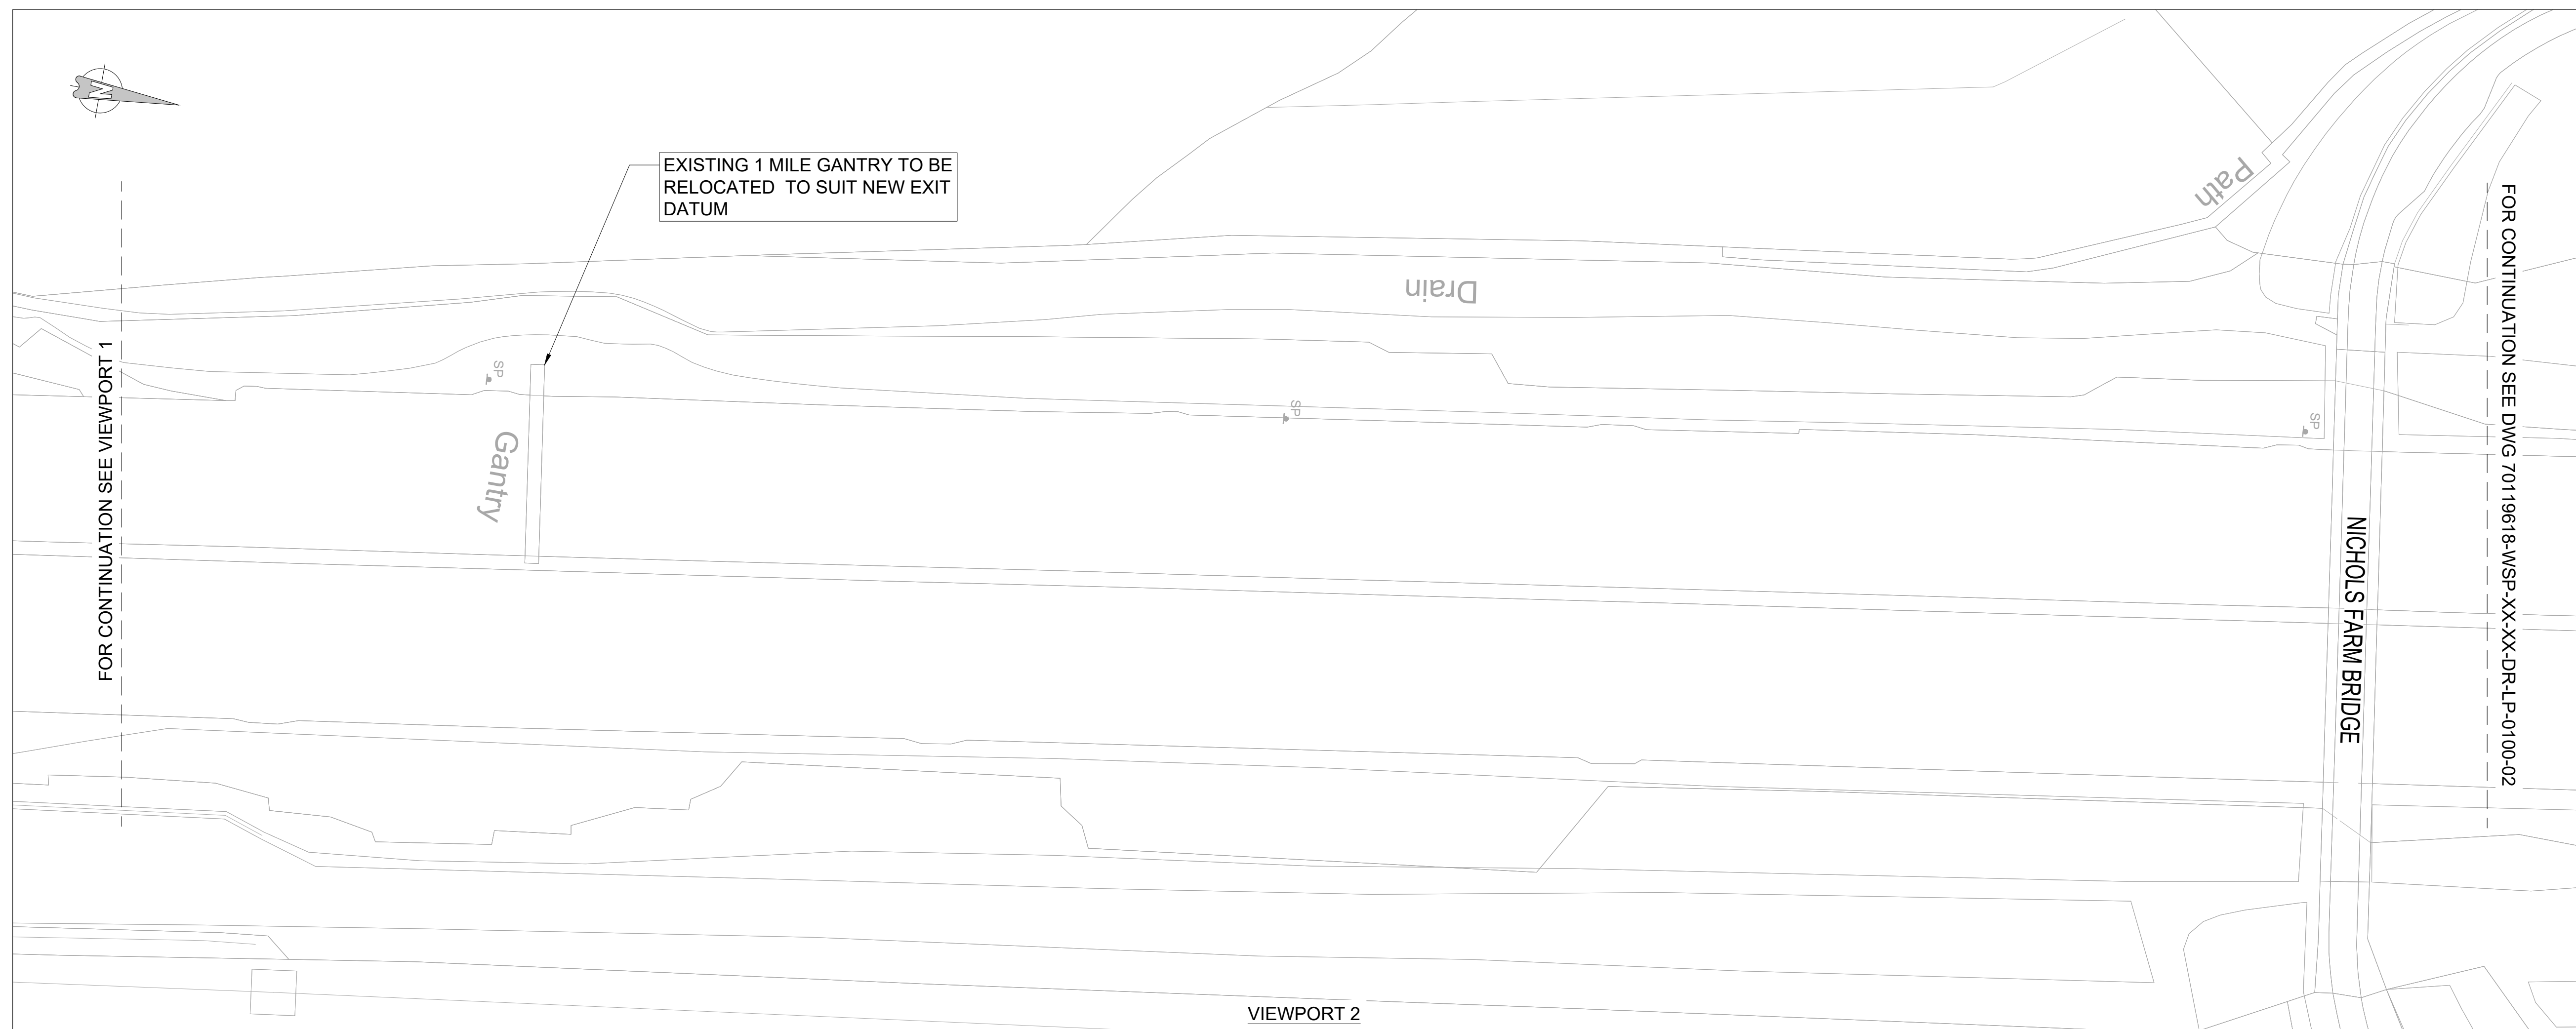 N
EXISTING 1 MILE GANTRY TO BE
RELOCATED TO SUIT NEW EXIT
DATUM
Path
Drain
FOR CONTINUATION SEE VIEWPORT 1
SP
Gantry
SP
SP
NICHOLS FARM BRIDGE
FOR CONTINUATION SEE DWG 70119618-WSP-XX-XX-DR-LP-0100-02
VIEWPORT 2